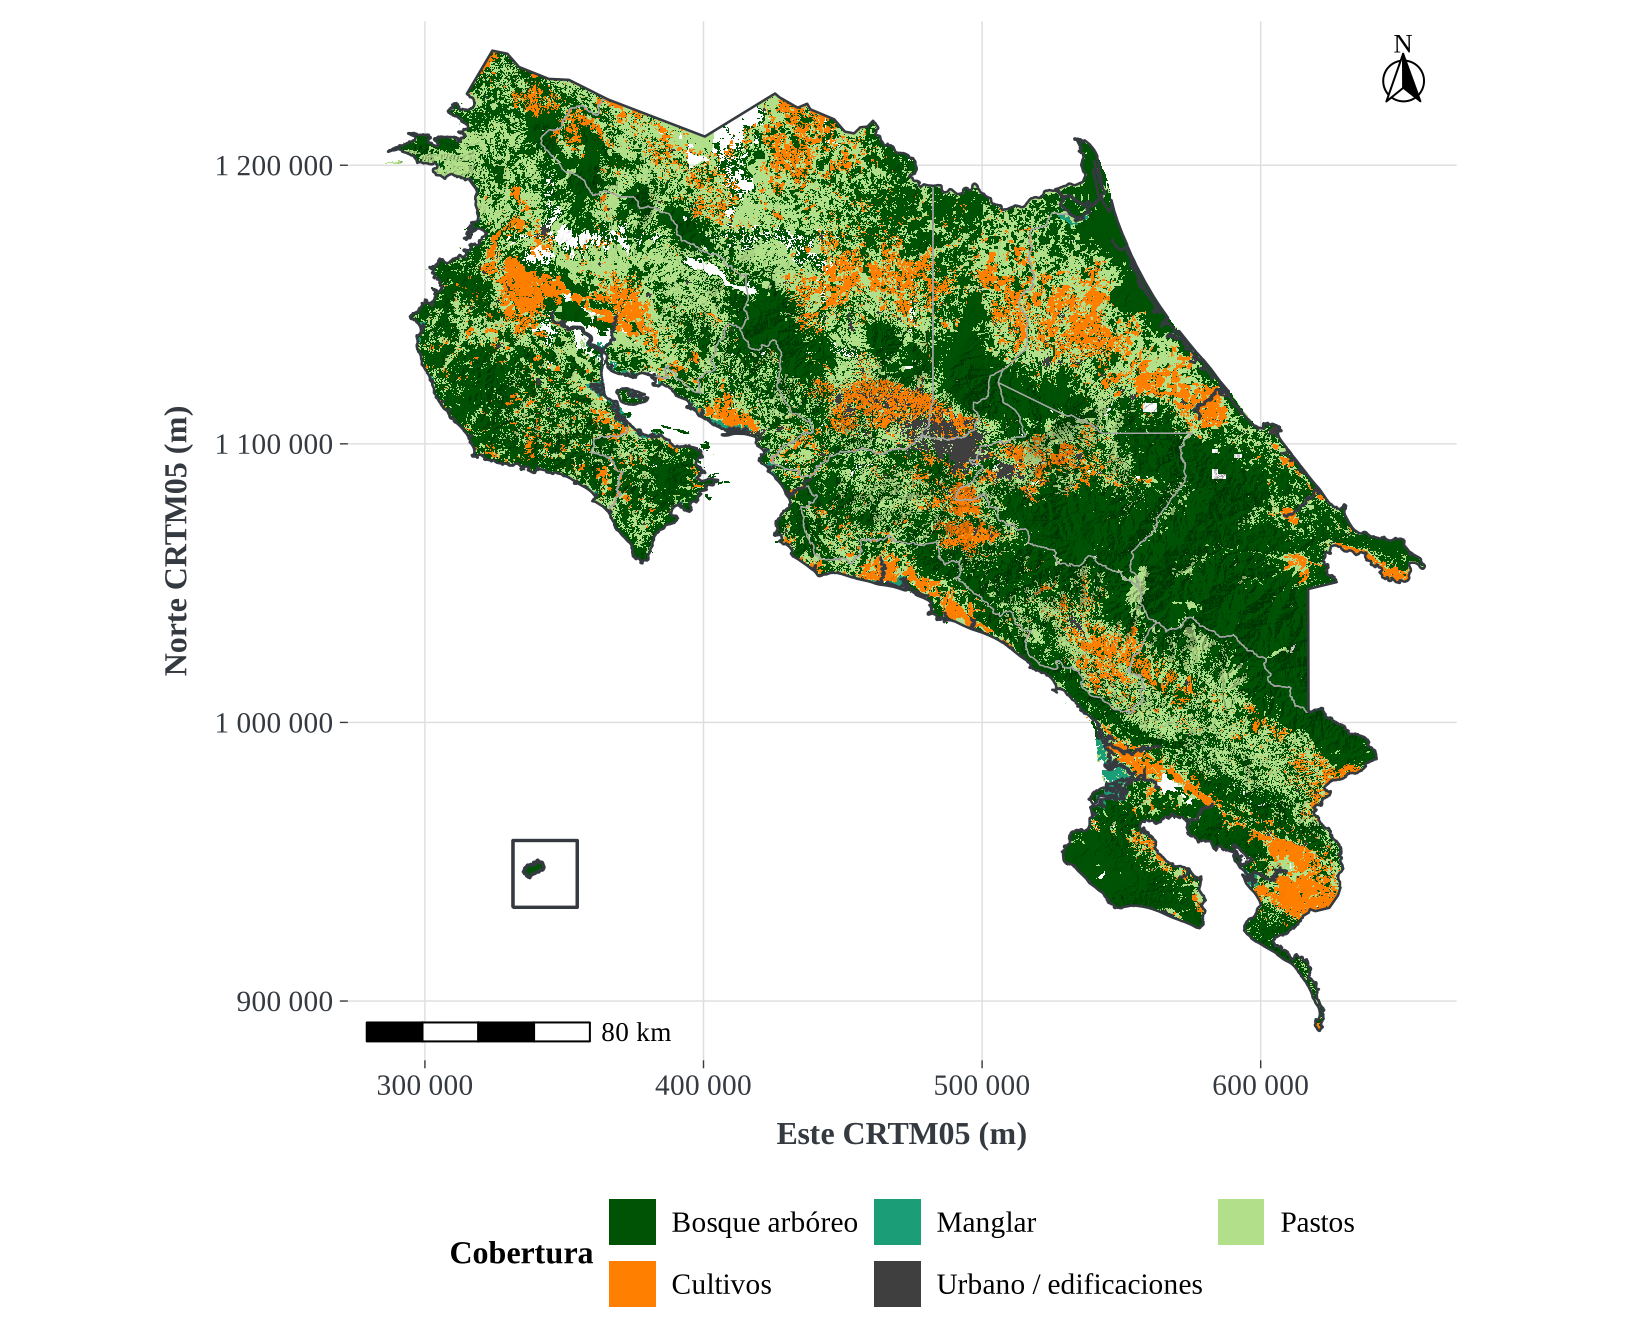 N
1 200 000
1 100 000
1 000 000
900 000
Norte CRTM05 (m)
80 km
300 000
400 000
500 000
600 000
Este CRTM05 (m)
Cobertura
Bosque arbóreo
Manglar
Pastos
Cultivos
Urbano / edificaciones